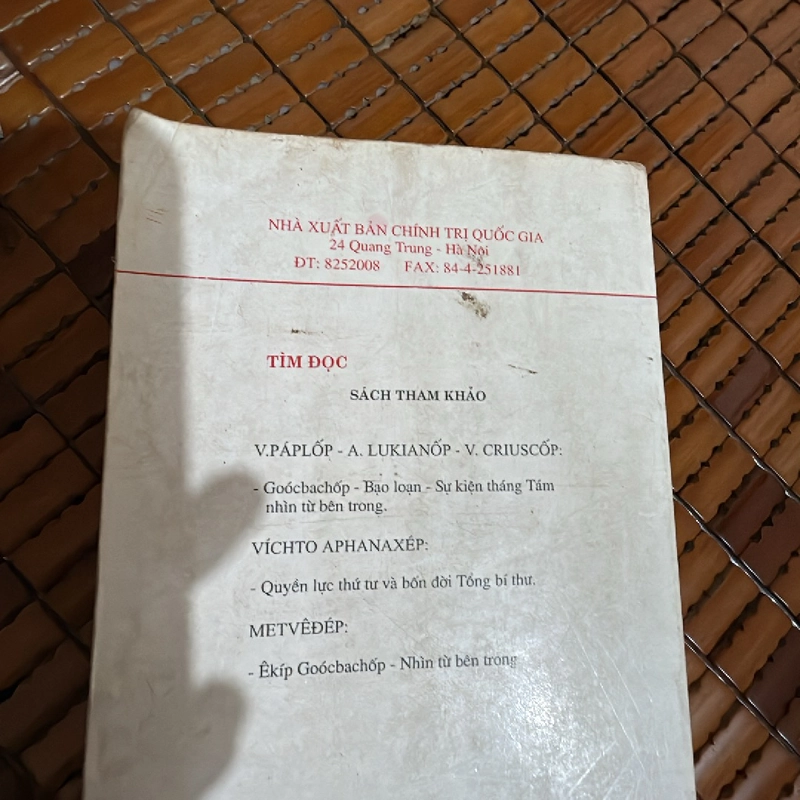 NHÀ XUẤT BẢN CHÍNH TRỊ QUỐC GIA
24 Quang Trung - Hà Nội
ĐT: 8252008 FAX: 84-4-251881
TÌM ĐỌC
SÁCH THAM KHẢO
V.PÁPLỐP - A. LUKIANỐP - V. CRIUSCỐP:
- Goócbachốp - Bạo loạn - Sự kiện tháng Tám
nhìn từ bên trong.
VÍCHTO APHANAXÉP:
- Quyền lực thứ tư và bốn đời Tổng bí thư.
METVÊĐÉP:
- Êkíp Goócbachốp - Nhìn từ bên trong